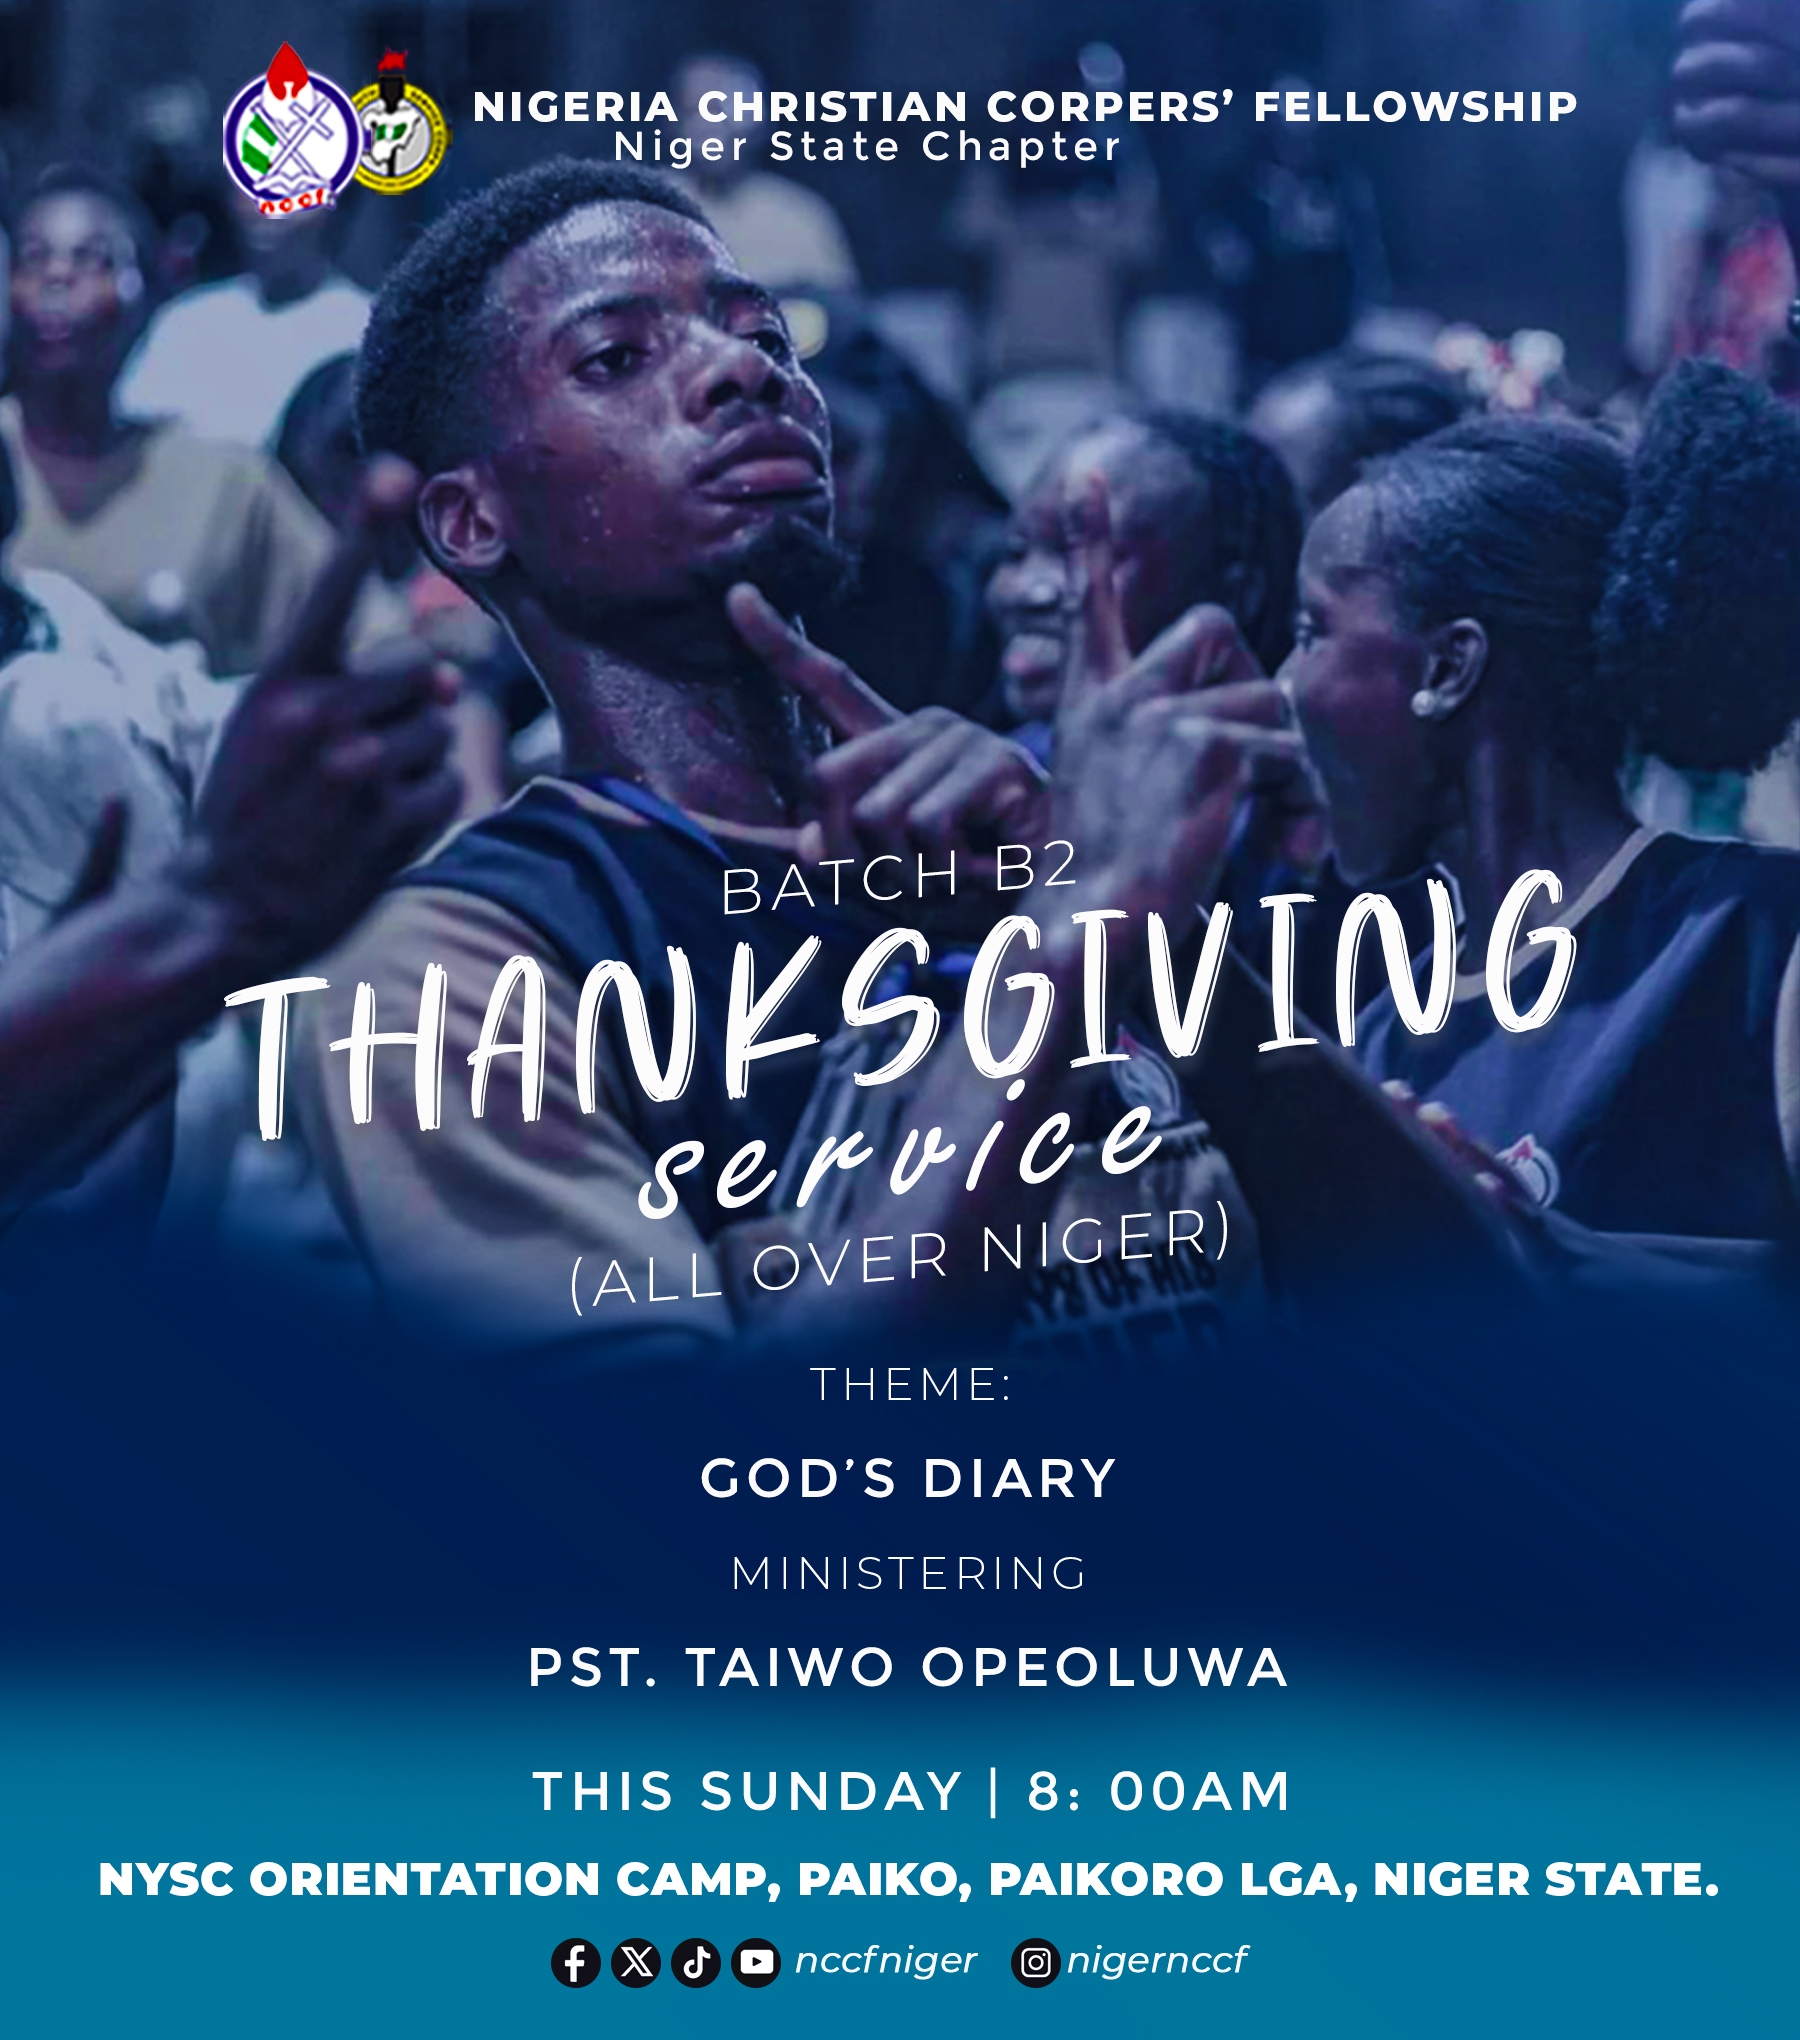 NIGERIA CHRISTIAN CORPERS’ FELLOWSHIP
Niger State Chapter
nccf
BATCH B2
THANKSGIVING
service
(ALL OVER NIGER)
THEME:
GOD’S DIARY
MINISTERING
PST. TAIWO OPEOLUWA
THIS SUNDAY | 8: 00AM
NYSC ORIENTATION CAMP, PAIKO, PAIKORO LGA, NIGER STATE.
nccfniger nigernccf